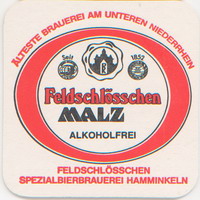 ÄLTESTE BRAUEREI AM UNTEREN NIEDERRHEIN
Seit 1857
Feldschlösschen
MALZ
ALKOHOLFREI
FELDSCHLÖSSCHEN
SPEZIALBIERBRAUEREI HAMMINKELN